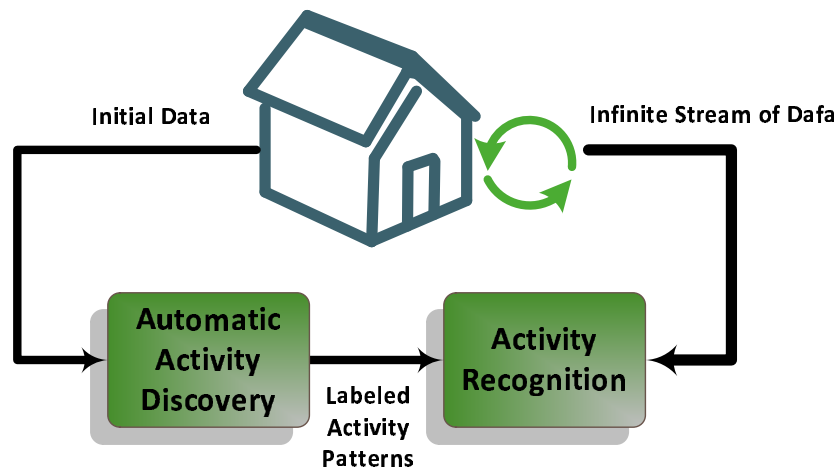 Initial Data
Infinite Stream of Dafa
Automatic
Activity
Discovery
Labeled
Activity
Patterns
Activity
Recognition